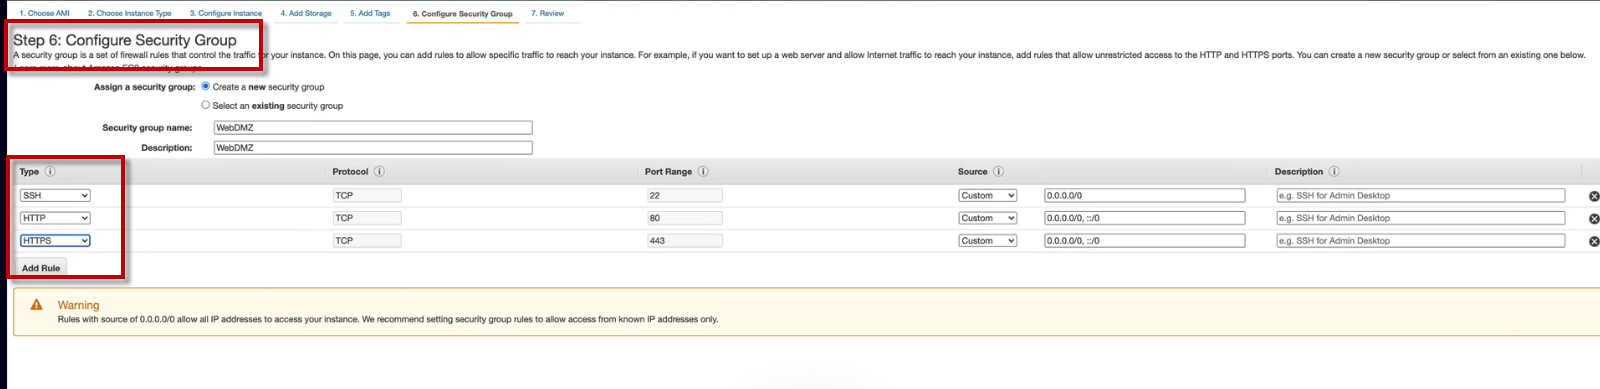 1. Choose AMI 2. Choose Instance Type 3. Configure Instance 4. Add Storage 5. Add Tags 6. Configure Security Group 7. Review
Step 6: Configure Security Group
A security group is a set of firewall rules that control the traffic for your instance. On this page, you can add rules to allow specific traffic to reach your instance. For example, if you want to set up a web server and allow Internet traffic to reach your instance, add rules that allow unrestricted access to the HTTP and HTTPS ports. You can create a new security group or select from an existing one below.
Learn more about Amazon EC2 security groups.
Assign a security group: Create a new security group
Select an existing security group
Security group name: WebDMZ
Description: WebDMZ
Type Protocol Port Range Source Description
SSH TCP 22 Custom 0.0.0.0/0 e.g. SSH for Admin Desktop
HTTP TCP 80 Custom 0.0.0.0/0, ::/0 e.g. SSH for Admin Desktop
HTTPS TCP 443 Custom 0.0.0.0/0, ::/0 e.g. SSH for Admin Desktop
Add Rule
Warning
Rules with source of 0.0.0.0/0 allow all IP addresses to access your instance. We recommend setting security group rules to allow access from known IP addresses only.